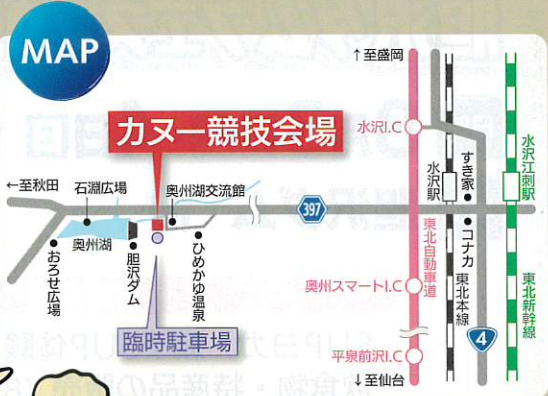 MAP
↑至盛岡
カヌー競技会場
水沢I.C
水沢駅
すき家
水沢江刺駅
←至秋田
石淵広場
奥州湖交流館
397
奥州湖
おろせ広場
胆沢ダム
ひめかゆ温泉
東北自動車道
コナカ
東北本線
東北新幹線
奥州スマートI.C
臨時駐車場
4
平泉前沢I.C
↓至仙台